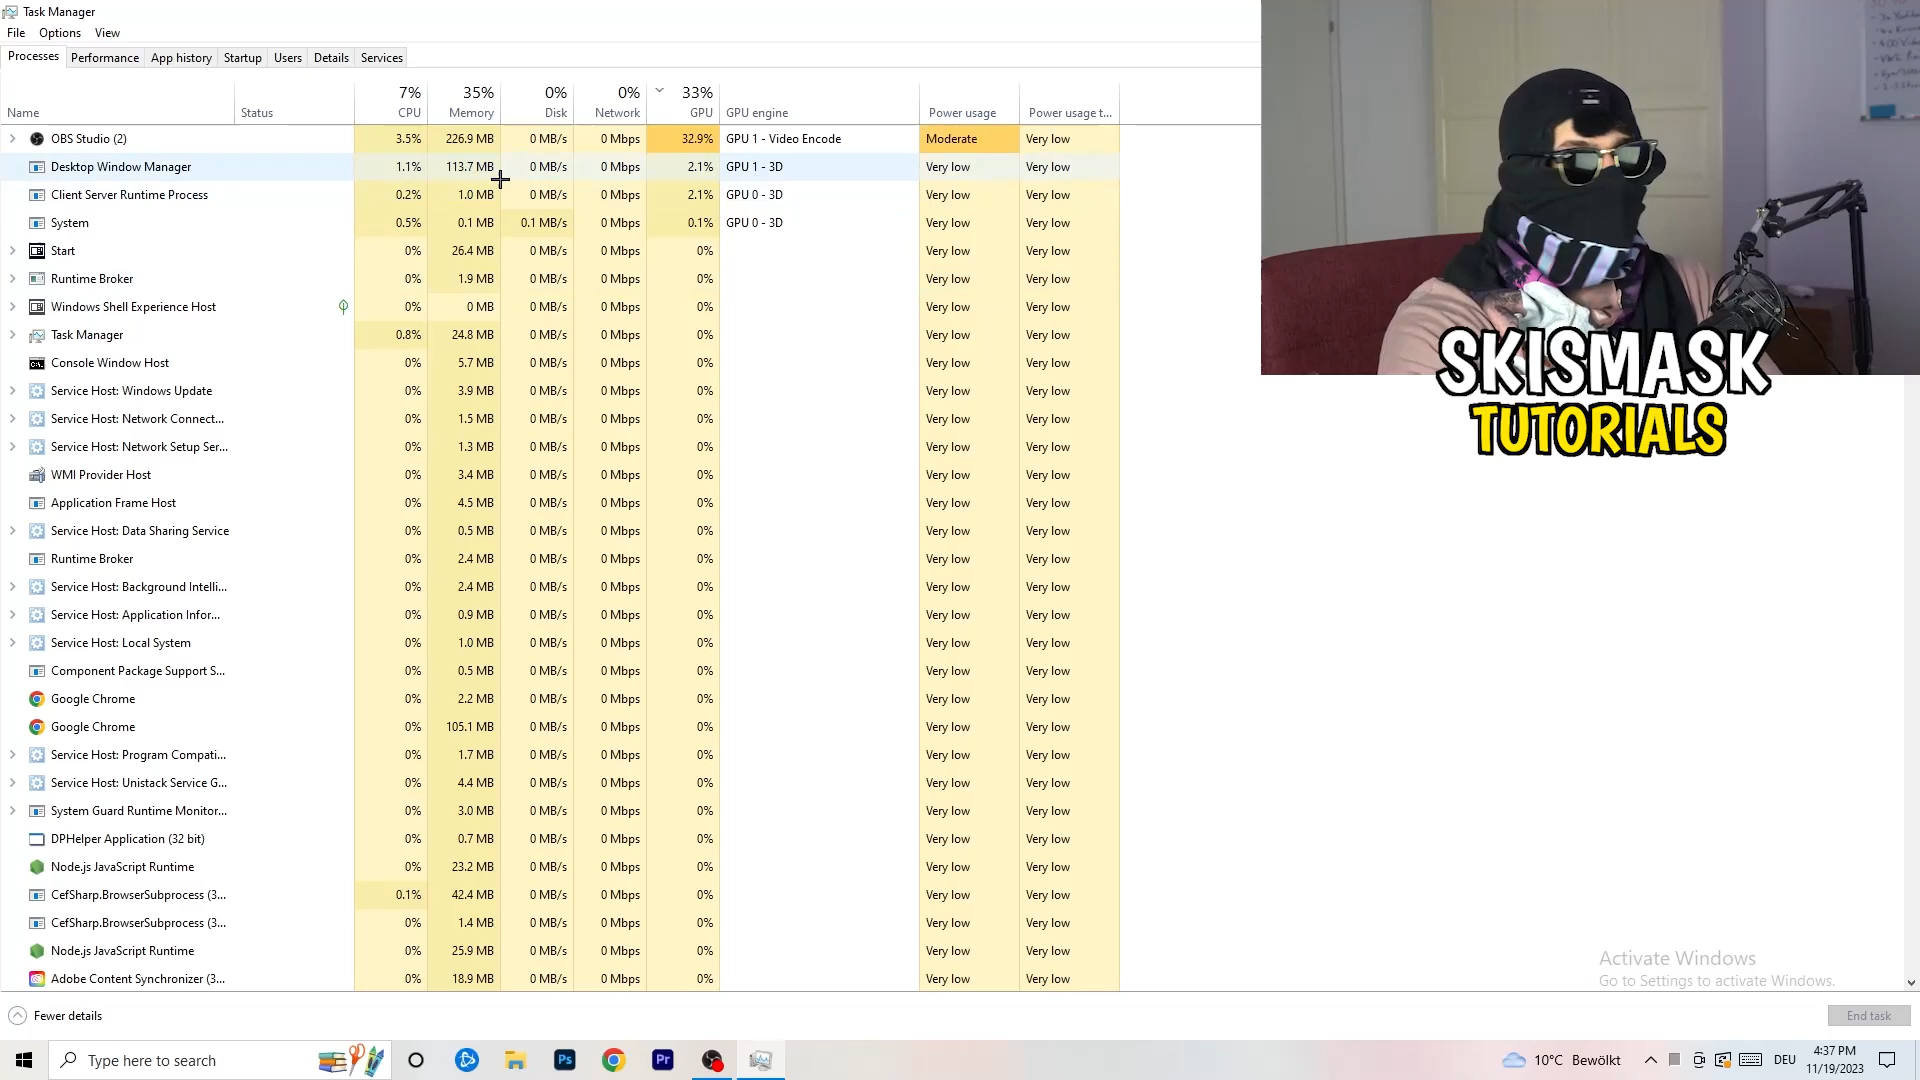 Task Manager
File Options View
Processes Performance App history Startup Users Details Services
7% 35% 0% 0% 33%
Name Status CPU Memory Disk Network GPU GPU engine Power usage Power usage t...
OBS Studio (2) 3.5% 226.9 MB 0 MB/s 0 Mbps 32.9% GPU 1 - Video Encode Moderate Very low
Desktop Window Manager 1.1% 113.7 MB 0 MB/s 0 Mbps 2.1% GPU 1 - 3D Very low Very low
Client Server Runtime Process 0.2% 1.0 MB 0 MB/s 0 Mbps 2.1% GPU 0 - 3D Very low Very low
System 0.5% 0.1 MB 0.1 MB/s 0 Mbps 0.1% GPU 0 - 3D Very low Very low
Start 0% 26.4 MB 0 MB/s 0 Mbps 0% Very low Very low
Runtime Broker 0% 1.9 MB 0 MB/s 0 Mbps 0% Very low Very low
Windows Shell Experience Host 0% 0 MB 0 MB/s 0 Mbps 0% Very low Very low
Task Manager 0.8% 24.8 MB 0 MB/s 0 Mbps 0% Very low Very low
Console Window Host 0% 5.7 MB 0 MB/s 0 Mbps 0% Very low Very low
Service Host: Windows Update 0% 3.9 MB 0 MB/s 0 Mbps 0% Very low Very low
Service Host: Network Connect... 0% 1.5 MB 0 MB/s 0 Mbps 0% Very low Very low
Service Host: Network Setup Ser... 0% 1.3 MB 0 MB/s 0 Mbps 0% Very low Very low
WMI Provider Host 0% 3.4 MB 0 MB/s 0 Mbps 0% Very low Very low
Application Frame Host 0% 4.5 MB 0 MB/s 0 Mbps 0% Very low Very low
Service Host: Data Sharing Service 0% 0.5 MB 0 MB/s 0 Mbps 0% Very low Very low
Runtime Broker 0% 2.4 MB 0 MB/s 0 Mbps 0% Very low Very low
Service Host: Background Intelli... 0% 2.4 MB 0 MB/s 0 Mbps 0% Very low Very low
Service Host: Application Infor... 0% 0.9 MB 0 MB/s 0 Mbps 0% Very low Very low
Service Host: Local System 0% 1.0 MB 0 MB/s 0 Mbps 0% Very low Very low
Component Package Support S... 0% 0.5 MB 0 MB/s 0 Mbps 0% Very low Very low
Google Chrome 0% 2.2 MB 0 MB/s 0 Mbps 0% Very low Very low
Google Chrome 0% 105.1 MB 0 MB/s 0 Mbps 0% Very low Very low
Service Host: Program Compati... 0% 1.7 MB 0 MB/s 0 Mbps 0% Very low Very low
Service Host: Unistack Service G... 0% 4.4 MB 0 MB/s 0 Mbps 0% Very low Very low
System Guard Runtime Monitor... 0% 3.0 MB 0 MB/s 0 Mbps 0% Very low Very low
DPHelper Application (32 bit) 0% 0.7 MB 0 MB/s 0 Mbps 0% Very low Very low
Node.js JavaScript Runtime 0% 23.2 MB 0 MB/s 0 Mbps 0% Very low Very low
CefSharp.BrowserSubprocess (3... 0.1% 42.4 MB 0 MB/s 0 Mbps 0% Very low Very low
CefSharp.BrowserSubprocess (3... 0% 1.4 MB 0 MB/s 0 Mbps 0% Very low Very low
Node.js JavaScript Runtime 0% 25.9 MB 0 MB/s 0 Mbps 0% Very low Very low
Adobe Content Synchronizer (3... 0% 18.9 MB 0 MB/s 0 Mbps 0% Very low Very low
SKISMASK
TUTORIALS
Activate Windows
Go to Settings to activate Windows.
Fewer details
End task
Type here to search
Ps
Pr
10°C Bewölkt
DEU
4:37 PM
11/19/2023